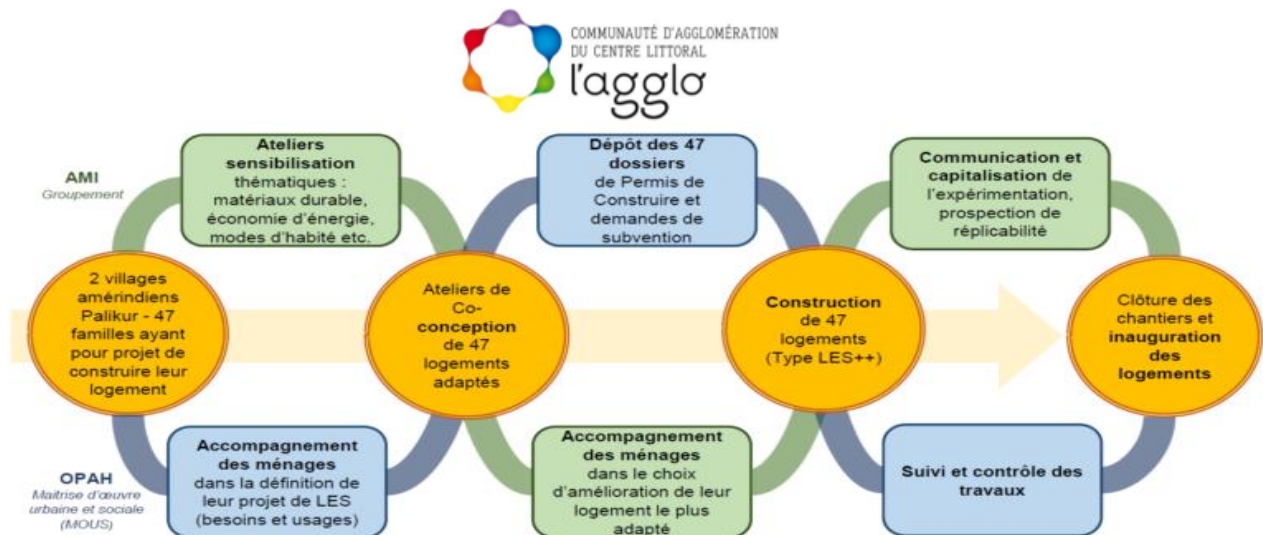 COMMUNAUTÉ D'AGGLOMÉRATION
DU CENTRE LITTORAL
l'agglo
AMI
Groupement
Ateliers
sensibilisation
thématiques :
matériaux durable,
économie d'énergie,
modes d'habité etc.
Dépôt des 47
dossiers
de Permis de
Construire et
demandes de
subvention
Communication et
capitalisation de
l'expérimentation,
prospection de
réplicabilité
2 villages
amérindiens
Palikur - 47
familles ayant
pour projet de
construire leur
logement
Ateliers de
Co-
conception
de 47
logements
adaptés
Construction
de 47
logements
(Type LES++)
Clôture des
chantiers et
inauguration
des
logements
OPAH
Maitrise d'œuvre
urbaine et sociale
(MOUS)
Accompagnement
des ménages
dans la définition de
leur projet de LES
(besoins et usages)
Accompagnement
des ménages
dans le choix
d'amélioration de leur
logement le plus
adapté
Suivi et contrôle des
travaux